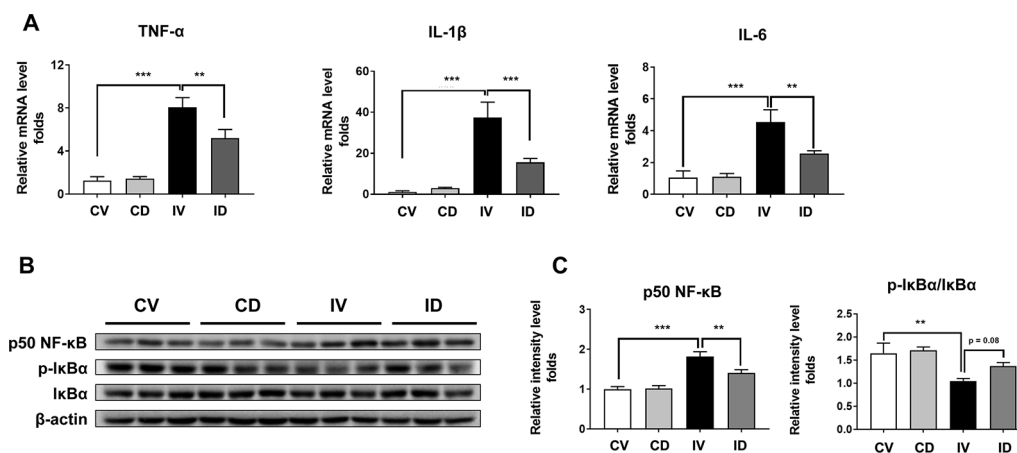 A
TNF-α
IL-1β
IL-6
Relative mRNA level
folds
12
8
4
0
***
**
CV CD IV ID
Relative mRNA level
folds
60
40
20
0
***
***
CV CD IV ID
Relative mRNA level
folds
8
6
4
2
0
***
**
CV CD IV ID
B
CV CD IV ID
p50 NF-κB
p-IκBα
IκBα
β-actin
C
p50 NF-κB
Relative intensity level
folds
3
2
1
0
***
**
CV CD IV ID
p-IκBα/IκBα
Relative intensity level
folds
2.5
2.0
1.5
1.0
0.5
0.0
**
p = 0.08
CV CD IV ID